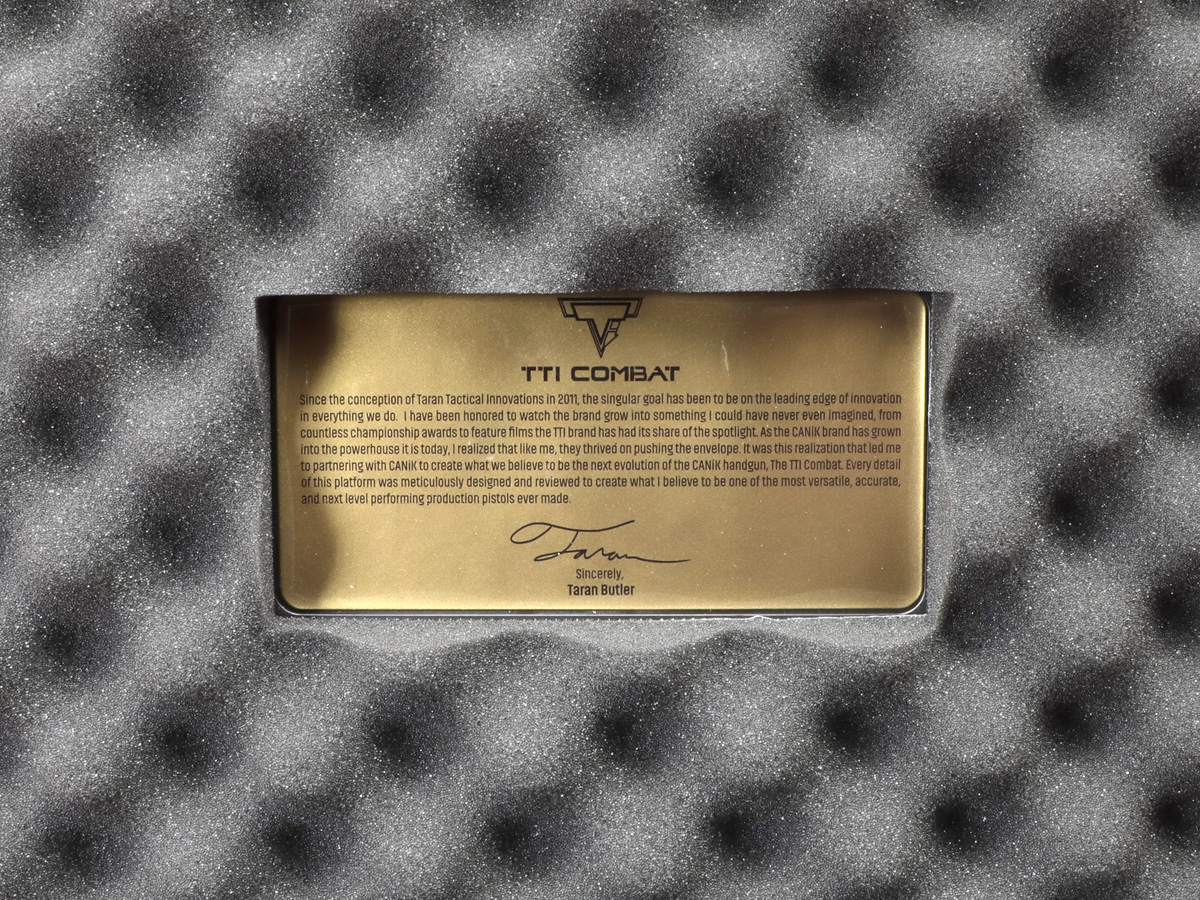 TTI COMBAT
Since the conception of Taran Tactical Innovations in 2011, the singular goal has been to be on the leading edge of innovation
in everything we do. I have been honored to watch the brand grow into something I could have never even imagined, from
countless championship awards to feature films the TTI brand has had its share of the spotlight. As the CANiK brand has grown
into the powerhouse it is today, I realized that like me, they thrived on pushing the envelope. It was this realization that led me
to partnering with CANiK to create what we believe to be the next evolution of the CANiK handgun, The TTI Combat. Every detail
of this platform was meticulously designed and reviewed to create what I believe to be one of the most versatile, accurate,
and next level performing production pistols ever made.
Taran
Sincerely,
Taran Butler